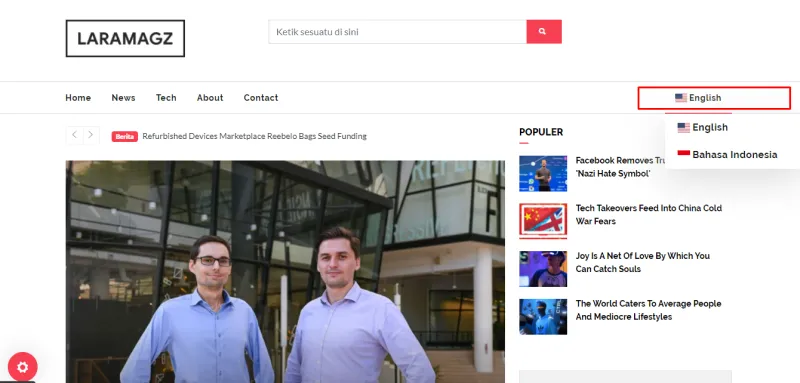 LARAMAGZ
Ketik sesuatu di sini
Home News Tech About Contact
English
English
Bahasa Indonesia
Berita Refurbished Devices Marketplace Reebelo Bags Seed Funding
POPULER
Facebook Removes
'Nazi Hate Symbol'
Tech Takeovers Feed Into China Cold
War Fears
Joy Is A Net Of Love By Which You
Can Catch Souls
The World Caters To Average People
And Mediocre Lifestyles